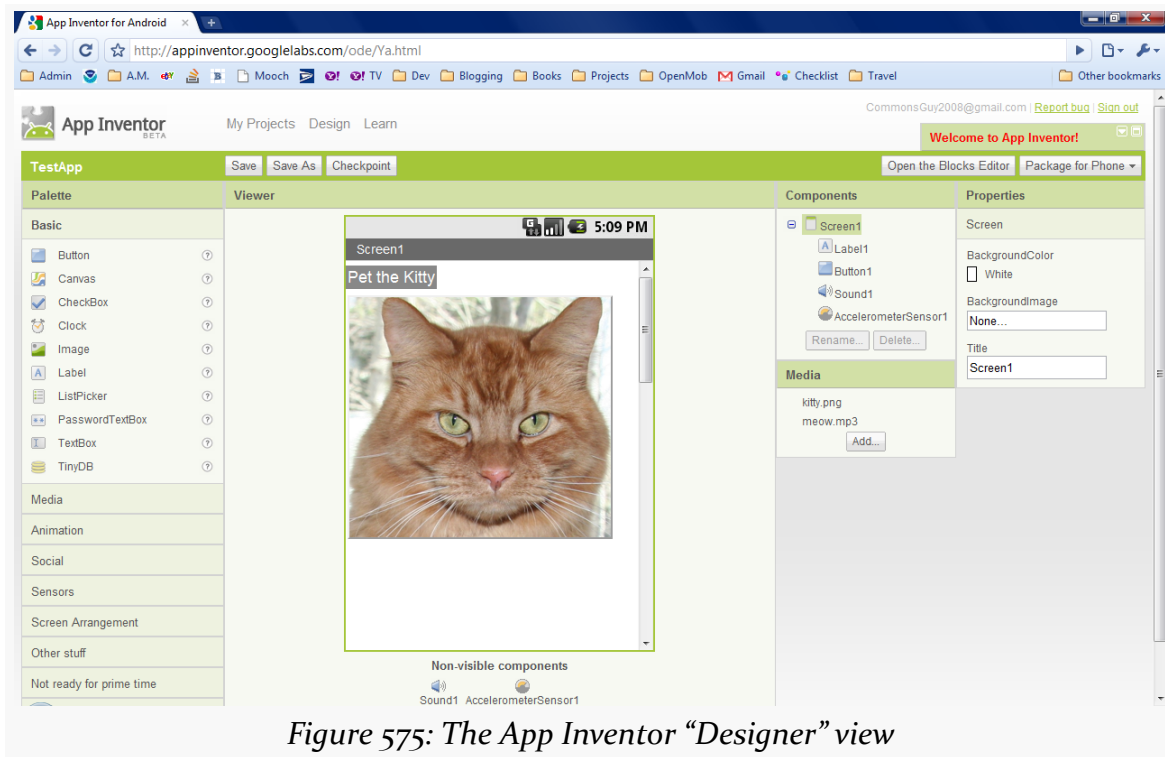 App Inventor for Android
http://appinventor.googlelabs.com/ode/Ya.html
Admin A.M. Mooch TV Dev Blogging Books Projects OpenMob Gmail Checklist Travel Other bookmarks
CommonsGuy2008@gmail.com | Report bug | Sign out
App Inventor
BETA
My Projects Design Learn
Welcome to App Inventor!
TestApp Save Save As Checkpoint Open the Blocks Editor Package for Phone
Palette Viewer Components Properties
Basic
Button
Canvas
CheckBox
Clock
Image
Label
ListPicker
PasswordTextBox
TextBox
TinyDB
Media
Animation
Social
Sensors
Screen Arrangement
Other stuff
Not ready for prime time
5:09 PM
Screen1
Pet the Kitty
Non-visible components
Sound1 AccelerometerSensor1
Screen1
Label1
Button1
Sound1
AccelerometerSensor1
Rename... Delete...
Media
kitty.png
meow.mp3
Add...
Screen
BackgroundColor
White
BackgroundImage
None...
Title
Screen1
Figure 575: The App Inventor “Designer” view